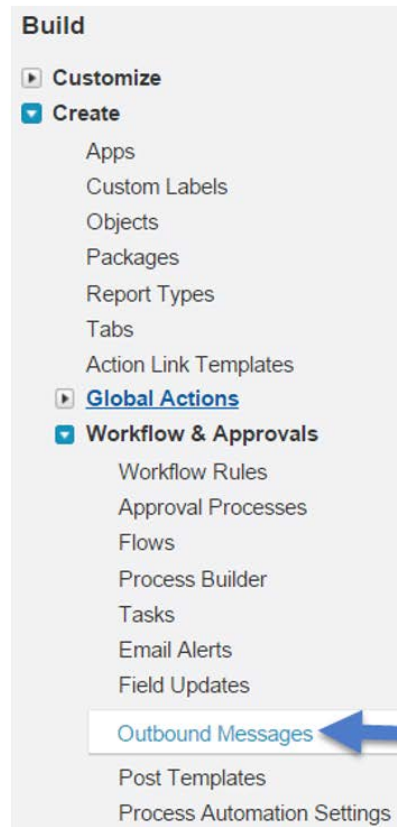 Build
Customize
Create
Apps
Custom Labels
Objects
Packages
Report Types
Tabs
Action Link Templates
Global Actions
Workflow & Approvals
Workflow Rules
Approval Processes
Flows
Process Builder
Tasks
Email Alerts
Field Updates
Outbound Messages
Post Templates
Process Automation Settings